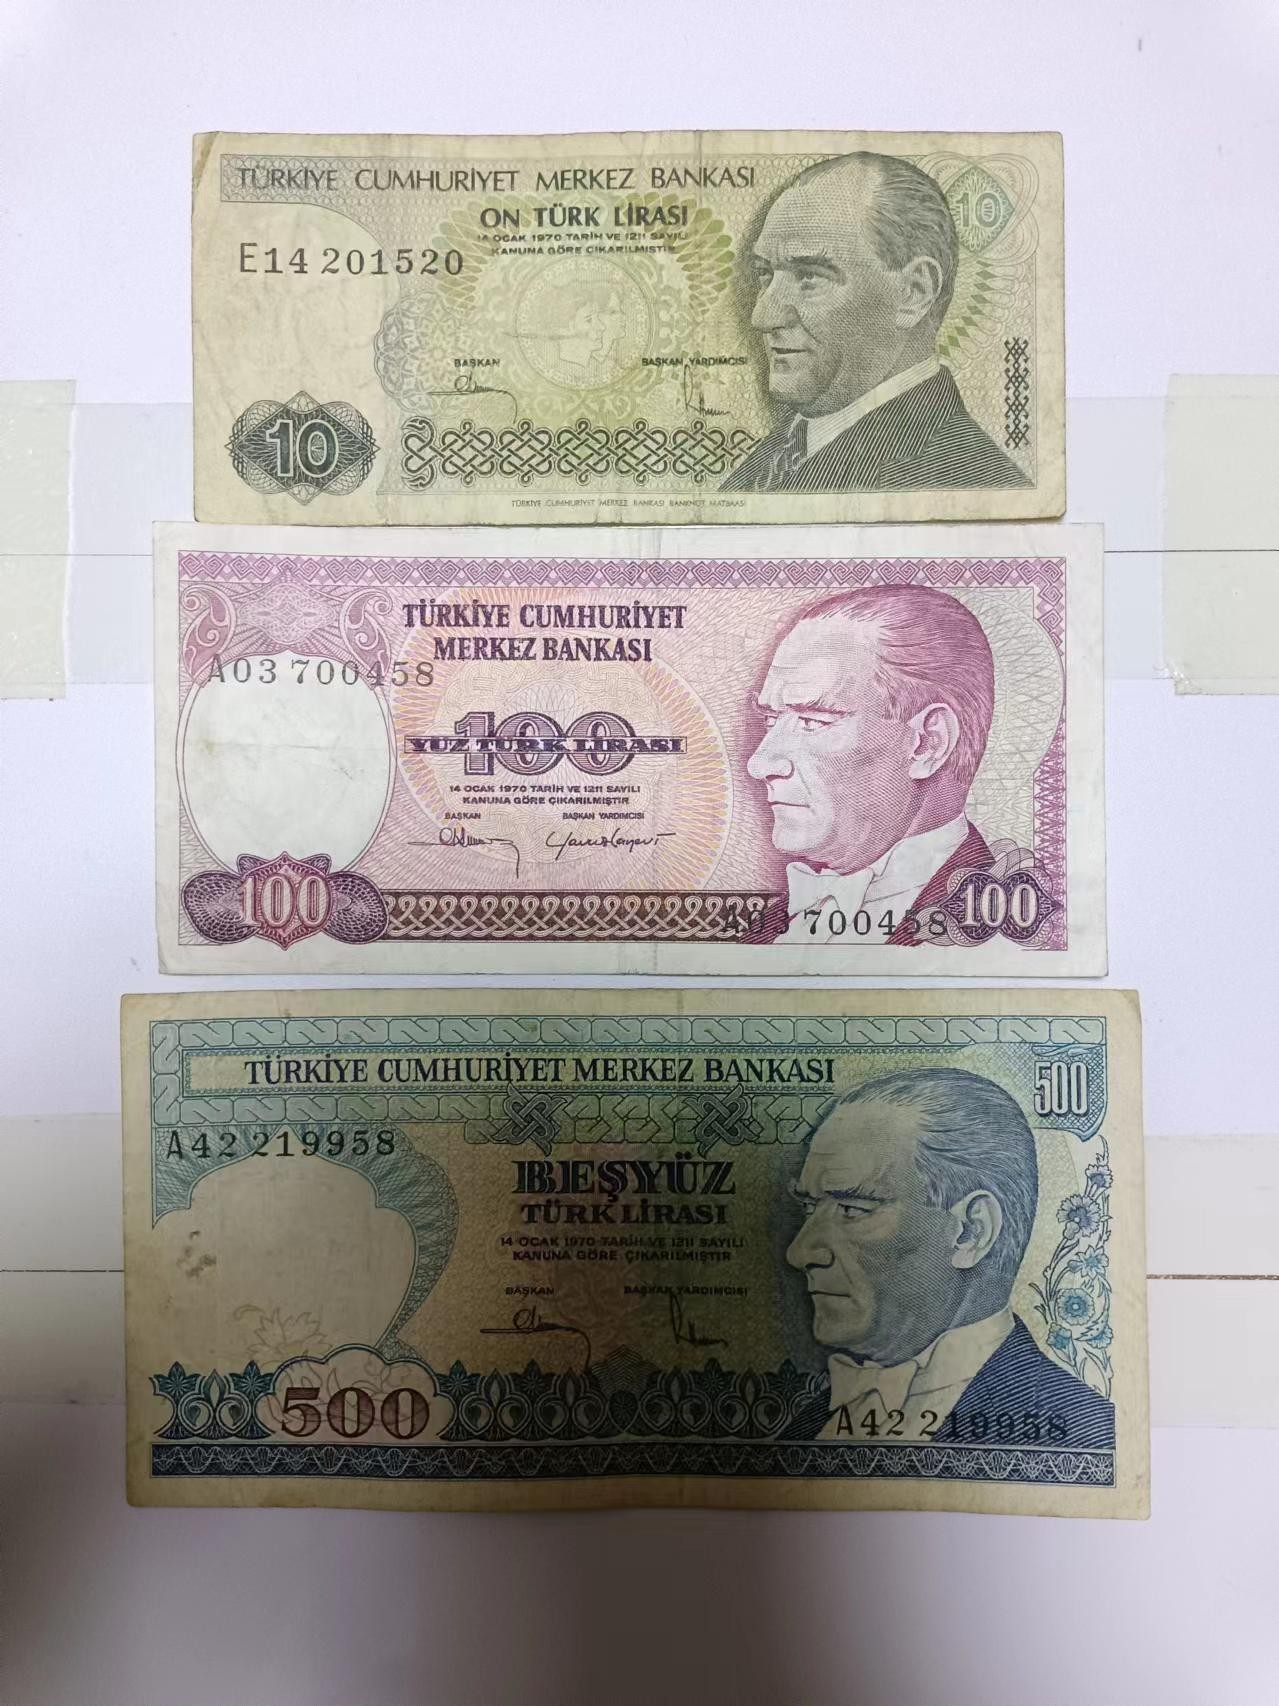 TÜRKİYE CUMHURİYET MERKEZ BANKASI
10
ON TÜRK LİRASI
14 OCAK 1970 TARİH VE 1211 SAYILI
KANUNA GÖRE ÇIKARILMIŞTIR
E14 201520
BAŞKAN BAŞKAN YARDIMCISI
10
TÜRKİYE CUMHURİYET MERKEZ BANKASI BANKNOT MATBAASI
TÜRKİYE CUMHURİYET
MERKEZ BANKASI
A03 700458
100
YÜZ TÜRK LİRASI
14 OCAK 1970 TARİH VE 1211 SAYILI
KANUNA GÖRE ÇIKARILMIŞTIR
BAŞKAN BAŞKAN YARDIMCISI
100 A03 700458 100
TÜRKİYE CUMHURİYET MERKEZ BANKASI 500
A42 219958
BEŞYÜZ
TÜRK LİRASI
14 OCAK 1970 TARİH VE 1211 SAYILI
KANUNA GÖRE ÇIKARILMIŞTIR
BAŞKAN BAŞKAN YARDIMCISI
500 A42 219958